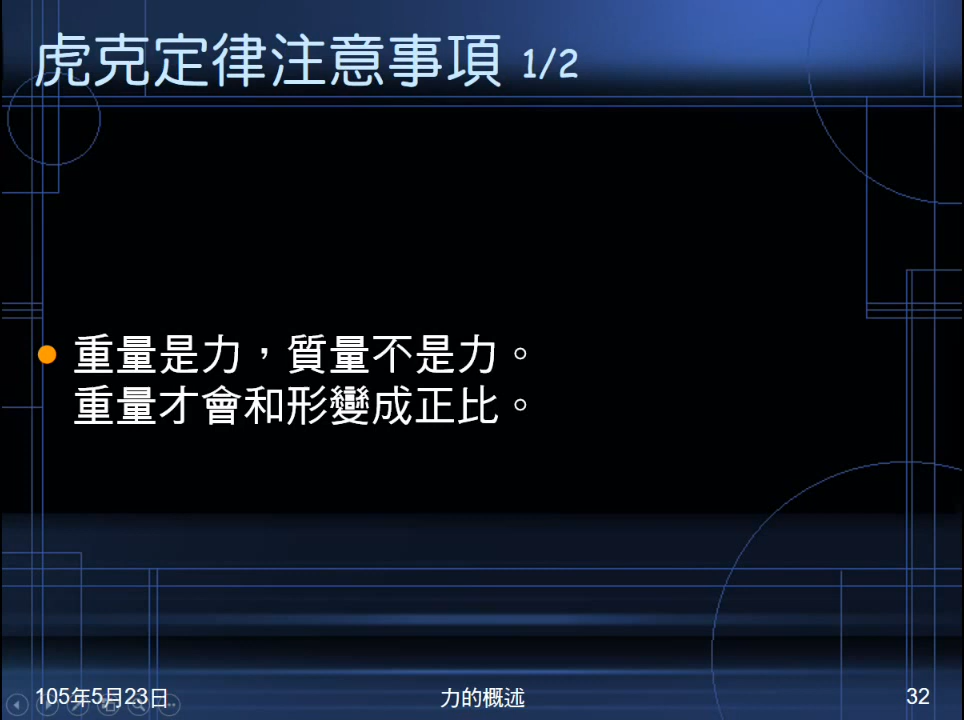 虎克定律注意事項 1/2
重量是力，質量不是力。
重量才會和形變成正比。
105年5月23日
力的概述
32